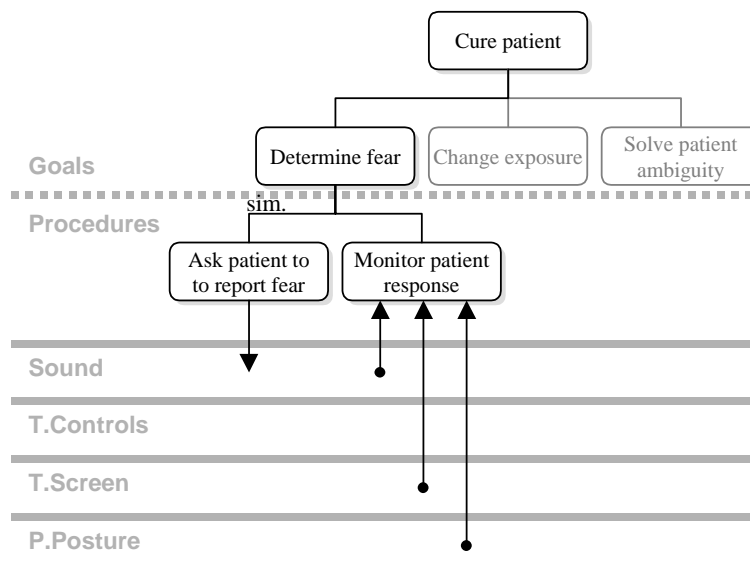 Cure patient
Determine fear
Change exposure
Solve patient
ambiguity
Goals
sim.
Procedures
Ask patient to
to report fear
Monitor patient
response
Sound
T.Controls
T.Screen
P.Posture